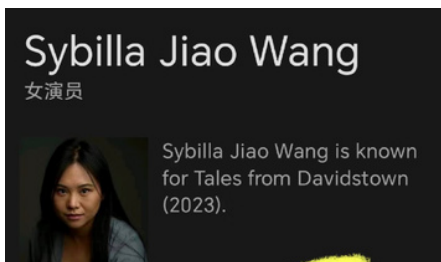 Sybilla Jiao Wang
女演员
Sybilla Jiao Wang is known
for Tales from Davidstown
(2023).